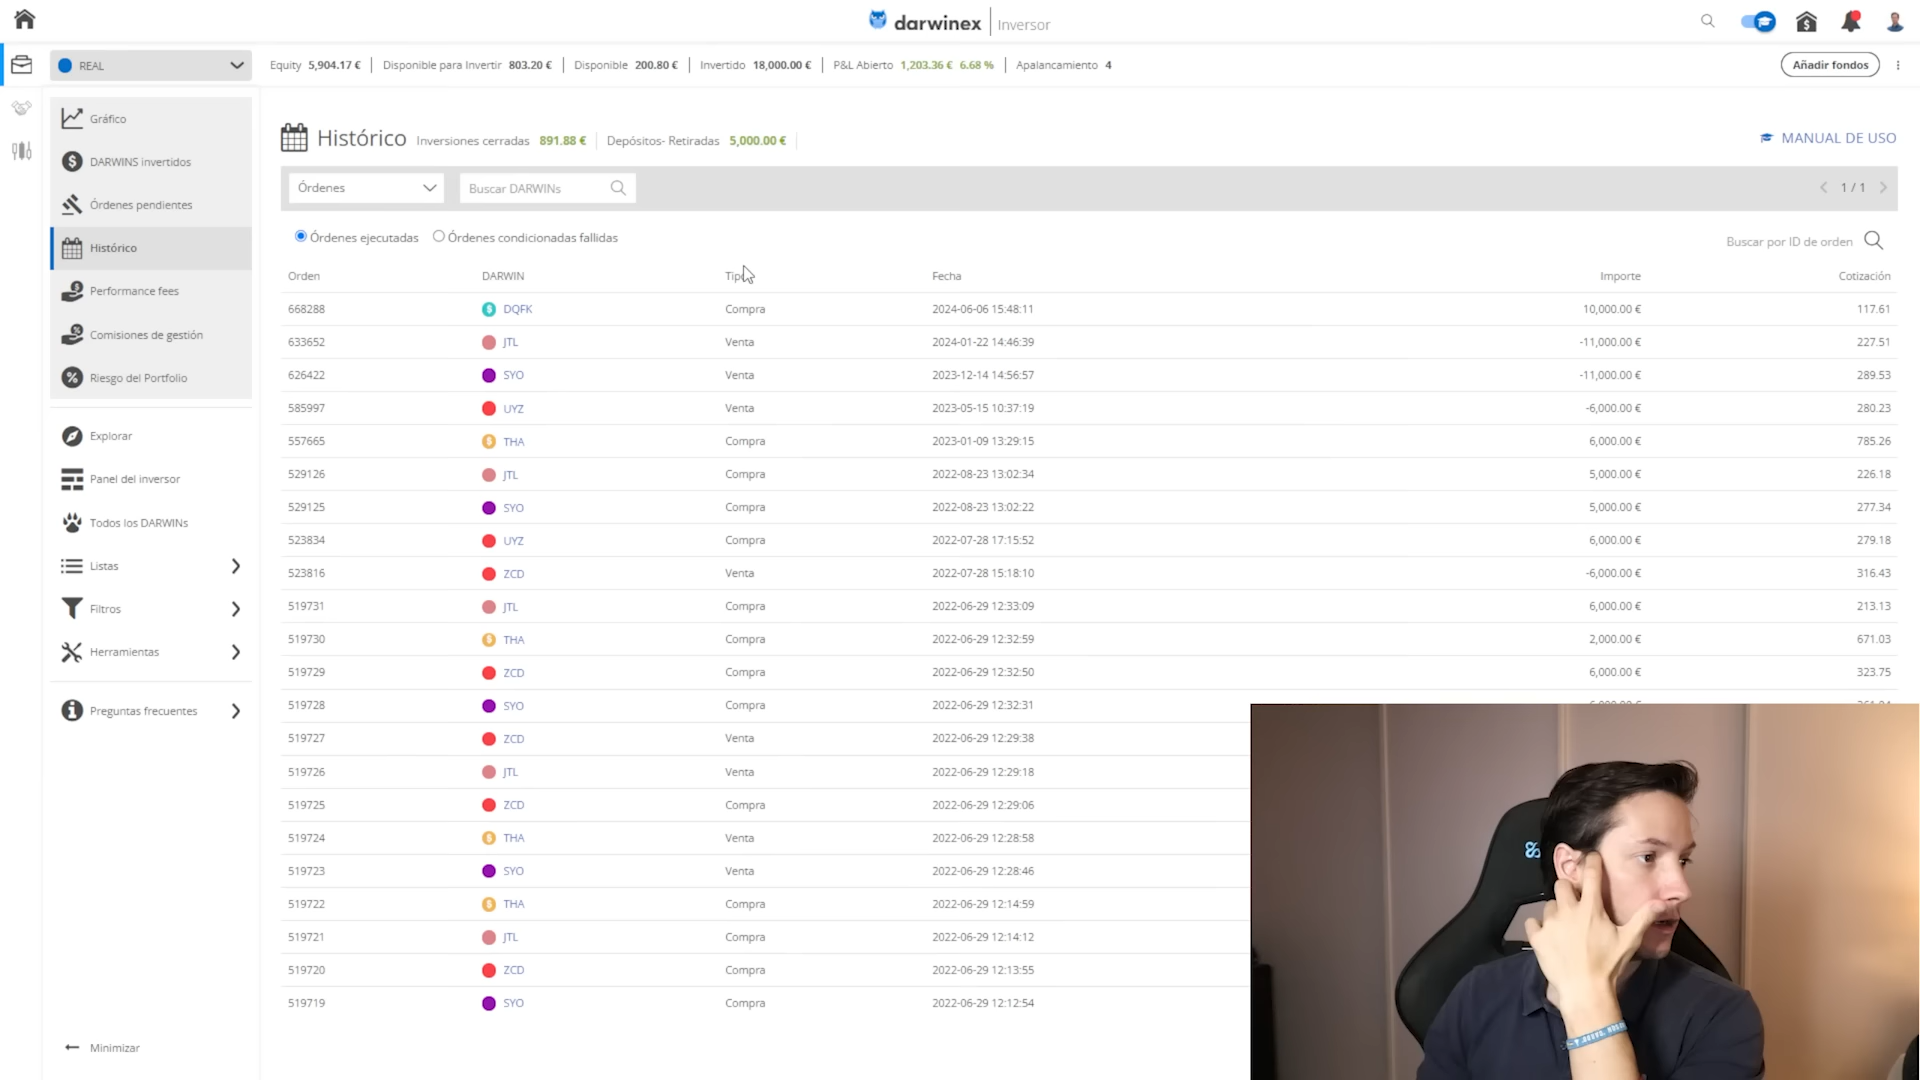 darwinex Inversor
REAL
Equity 5,904.17 € Disponible para Invertir 803.20 € Disponible 200.80 € Invertido 18,000.00 € P&L Abierto 1,203.36 € 6.68 % Apalancamiento 4
Añadir fondos
Gráfico
DARWINS invertidos
Órdenes pendientes
Histórico
Performance fees
Comisiones de gestión
Riesgo del Portfolio
Explorar
Panel del inversor
Todos los DARWINs
Listas
Filtros
Herramientas
Preguntas frecuentes
Minimizar
Histórico Inversiones cerradas 891.88 € Depósitos- Retiradas 5,000.00 €
MANUAL DE USO
Órdenes Buscar DARWINs 1 / 1
Órdenes ejecutadas Órdenes condicionadas fallidas
Buscar por ID de orden
Orden DARWIN Tipo Fecha Importe Cotización
668288 DQFK Compra 2024-06-06 15:48:11 10,000.00 € 117.61
633652 JTL Venta 2024-01-22 14:46:39 -11,000.00 € 227.51
626422 SYO Venta 2023-12-14 14:56:57 -11,000.00 € 289.53
585997 UYZ Venta 2023-05-15 10:37:19 -6,000.00 € 280.23
557665 THA Compra 2023-01-09 13:29:15 6,000.00 € 785.26
529126 JTL Compra 2022-08-23 13:02:34 5,000.00 € 226.18
529125 SYO Compra 2022-08-23 13:02:22 5,000.00 € 277.34
523834 UYZ Compra 2022-07-28 17:15:52 6,000.00 € 279.18
523816 ZCD Venta 2022-07-28 15:18:10 -6,000.00 € 316.43
519731 JTL Compra 2022-06-29 12:33:09 6,000.00 € 213.13
519730 THA Compra 2022-06-29 12:32:59 2,000.00 € 671.03
519729 ZCD Compra 2022-06-29 12:32:50 6,000.00 € 323.75
519728 SYO Compra 2022-06-29 12:32:31
519727 ZCD Venta 2022-06-29 12:29:38
519726 JTL Venta 2022-06-29 12:29:18
519725 ZCD Compra 2022-06-29 12:29:06
519724 THA Venta 2022-06-29 12:28:58
519723 SYO Venta 2022-06-29 12:28:46
519722 THA Compra 2022-06-29 12:14:59
519721 JTL Compra 2022-06-29 12:14:12
519720 ZCD Compra 2022-06-29 12:13:55
519719 SYO Compra 2022-06-29 12:12:54